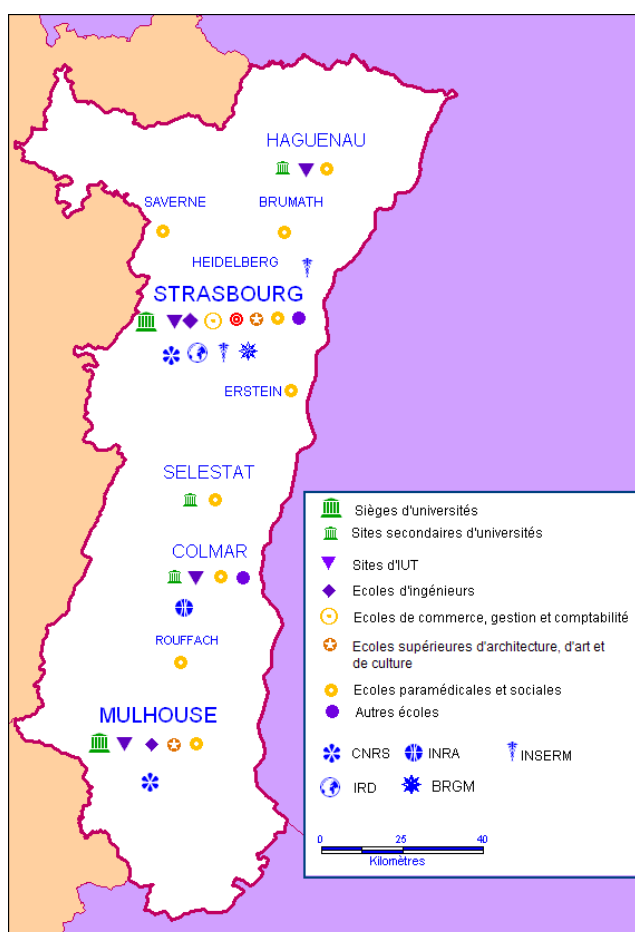 HAGUENAU
SAVERNE
BRUMATH
HEIDELBERG
STRASBOURG
ERSTEIN
SELESTAT
COLMAR
ROUFFACH
MULHOUSE
Sièges d'universités
Sites secondaires d'universités
Sites d'IUT
Ecoles d'ingénieurs
Ecoles de commerce, gestion et comptabilité
Ecoles supérieures d'architecture, d'art et
de culture
Ecoles paramédicales et sociales
Autres écoles
CNRS INRA INSERM
IRD BRGM
0 25 40
Kilomètres